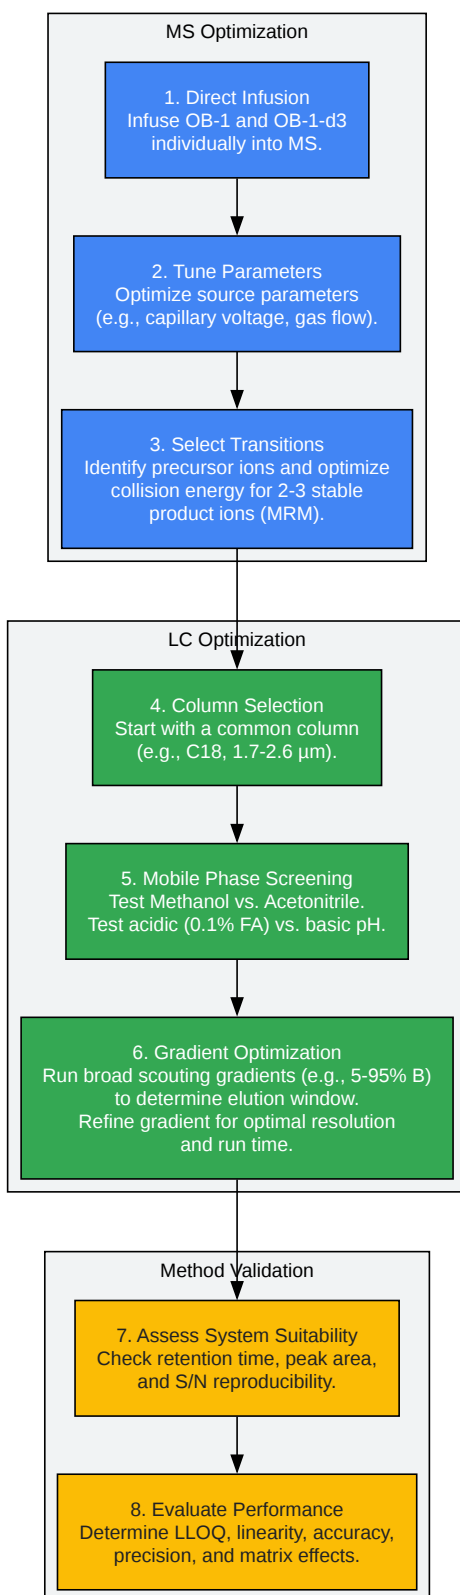 MS Optimization
1. Direct Infusion
Infuse OB-1 and OB-1-d3
individually into MS.
2. Tune Parameters
Optimize source parameters
(e.g., capillary voltage, gas flow).
3. Select Transitions
Identify precursor ions and optimize
collision energy for 2-3 stable
product ions (MRM).
LC Optimization
4. Column Selection
Start with a common column
(e.g., C18, 1.7-2.6 µm).
5. Mobile Phase Screening
Test Methanol vs. Acetonitrile.
Test acidic (0.1% FA) vs. basic pH.
6. Gradient Optimization
Run broad scouting gradients (e.g., 5-95% B)
to determine elution window.
Refine gradient for optimal resolution
and run time.
Method Validation
7. Assess System Suitability
Check retention time, peak area,
and S/N reproducibility.
8. Evaluate Performance
Determine LLOQ, linearity, accuracy,
precision, and matrix effects.